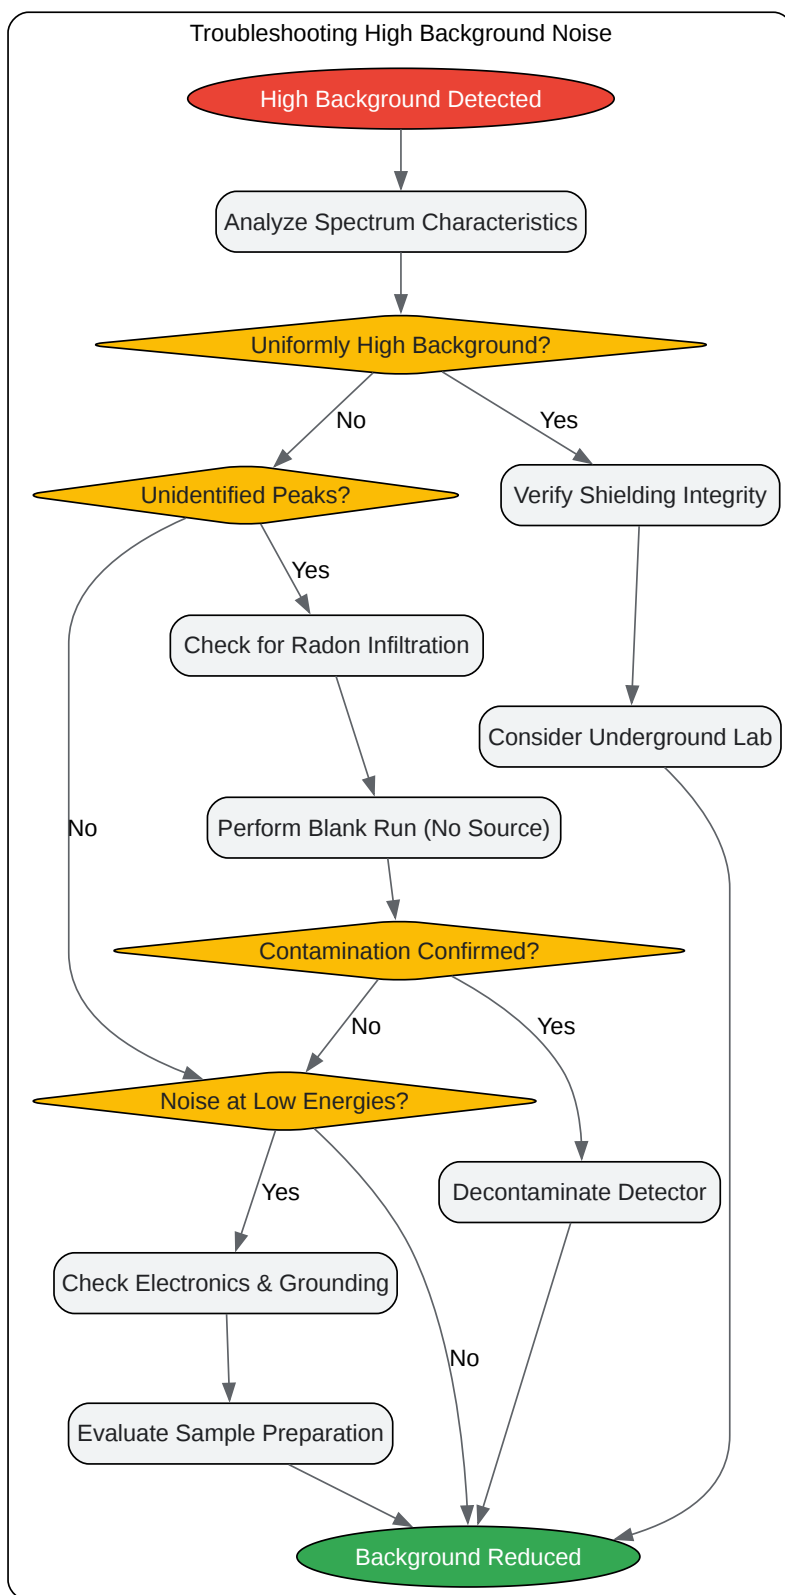 Troubleshooting High Background Noise
High Background Detected
Analyze Spectrum Characteristics
Uniformly High Background?
No
Yes
Unidentified Peaks?
Verify Shielding Integrity
Yes
Check for Radon Infiltration
Consider Underground Lab
No
Perform Blank Run (No Source)
Contamination Confirmed?
No
Yes
Noise at Low Energies?
Yes
Decontaminate Detector
Check Electronics & Grounding
No
Evaluate Sample Preparation
Background Reduced